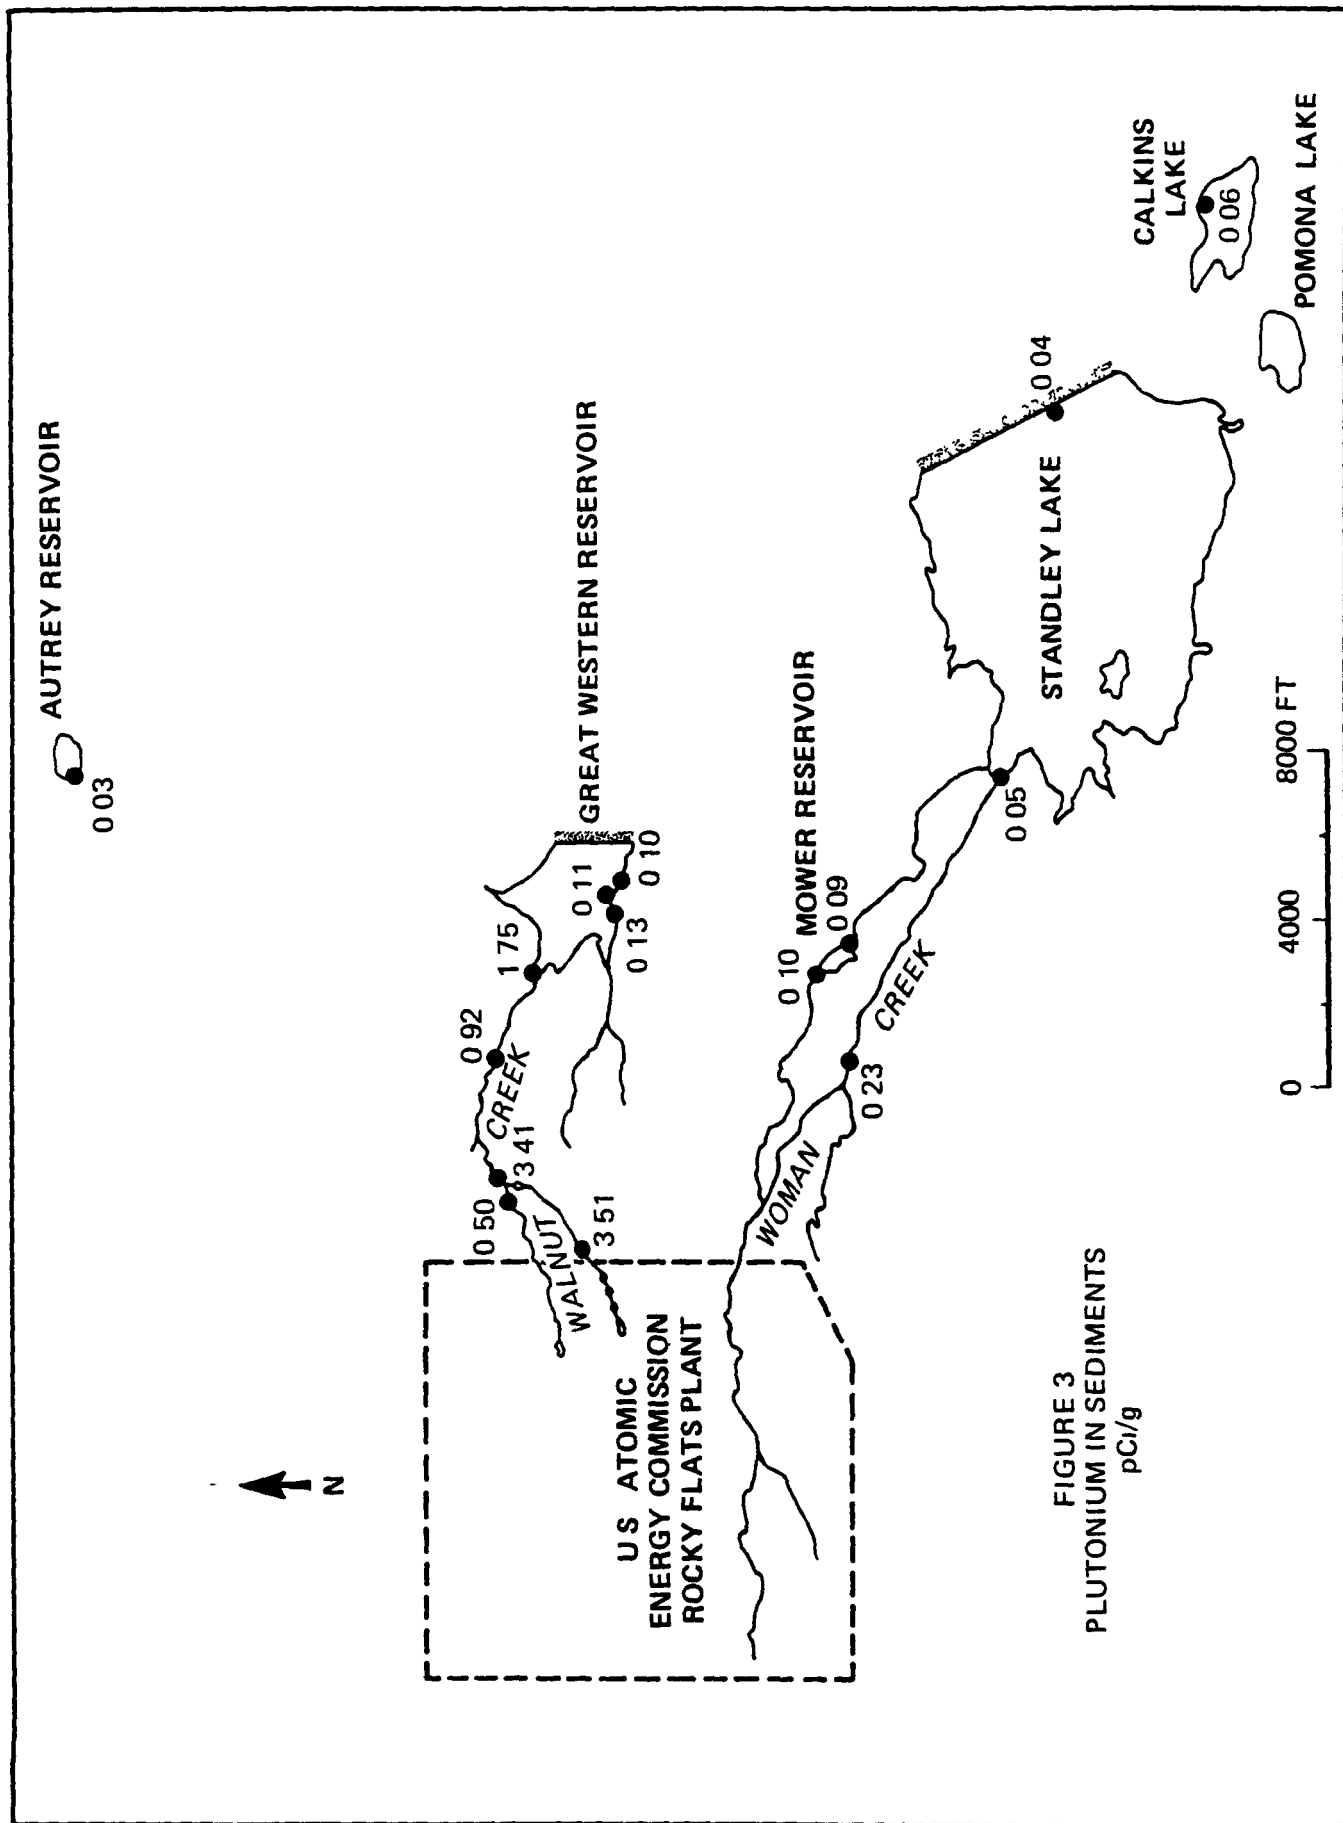 AUTREY RESERVOIR
0 03
GREAT WESTERN RESERVOIR
0 11
0 10
0 13
1 75
0 92
CREEK
3 41
0 50
WALNUT
3 51
N
U S ATOMIC
ENERGY COMMISSION
ROCKY FLATS PLANT
MOWER RESERVOIR
0 10
0 09
WOMAN
CREEK
0 23
0 05
STANDLEY LAKE
0 04
CALKINS
LAKE
0 06
POMONA LAKE
0
4000
8000 FT
FIGURE 3
PLUTONIUM IN SEDIMENTS
pCi/g